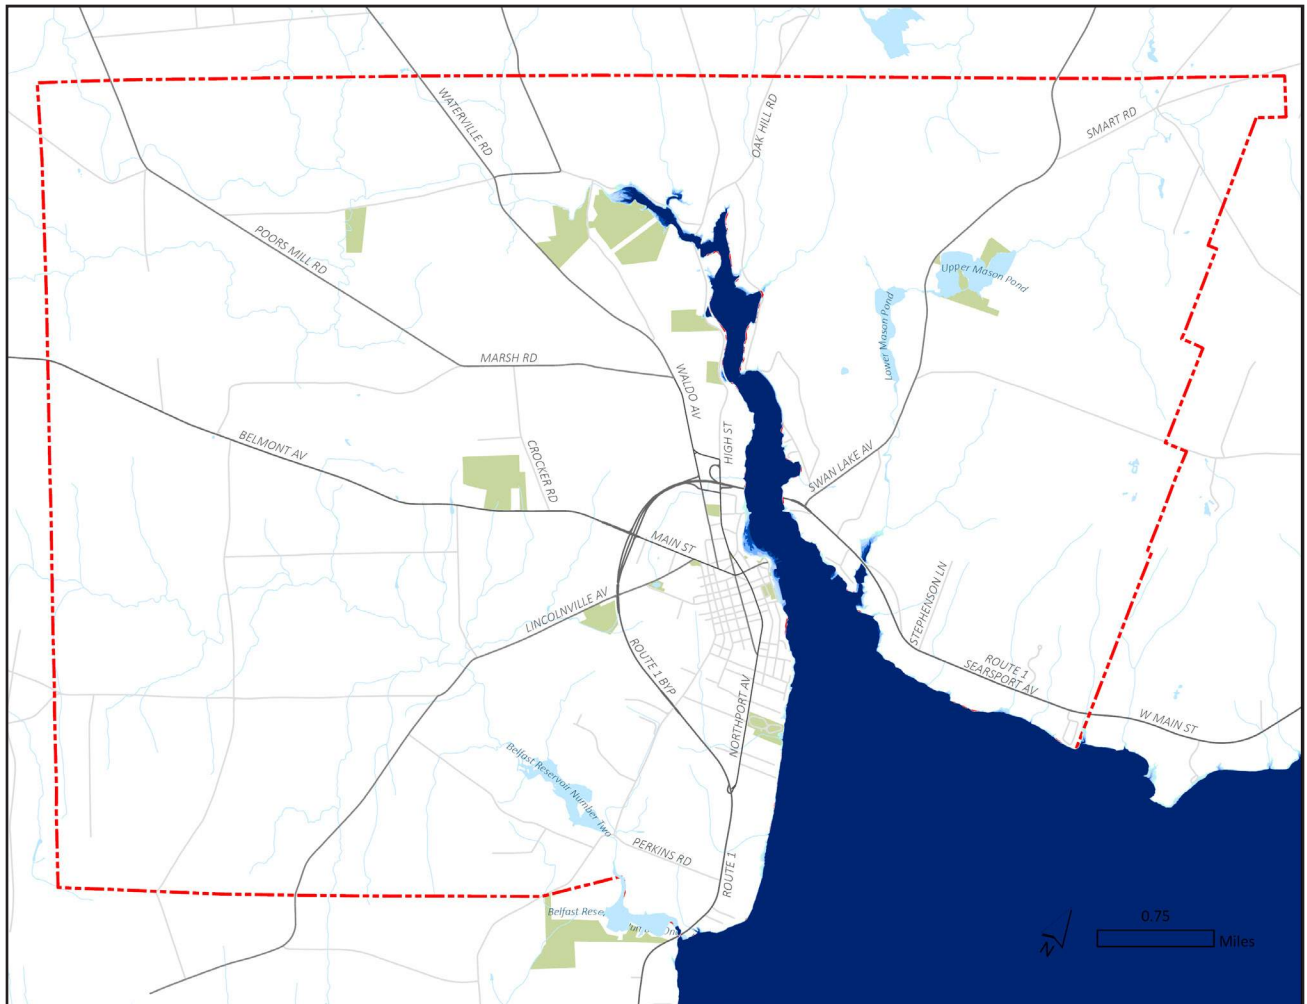 WATERVILLE RD
OAK HILL RD
SMART RD
POORS MILL RD
Upper Mason Pond
Lower Mason Pond
MARSH RD
WALDO AV
HIGH ST
BELMONT AV
CROCKER RD
SWAN LAKE AV
MAIN ST
LINCOLNVILLE AV
STEPHENSON LN
ROUTE 1 BYP
ROUTE 1
SEARSPORT AV
NORTHPORT AV
W MAIN ST
Belfast Reservoir Number Two
PERKINS RD
ROUTE 1
Belfast Rese
One
0.75
Miles
N